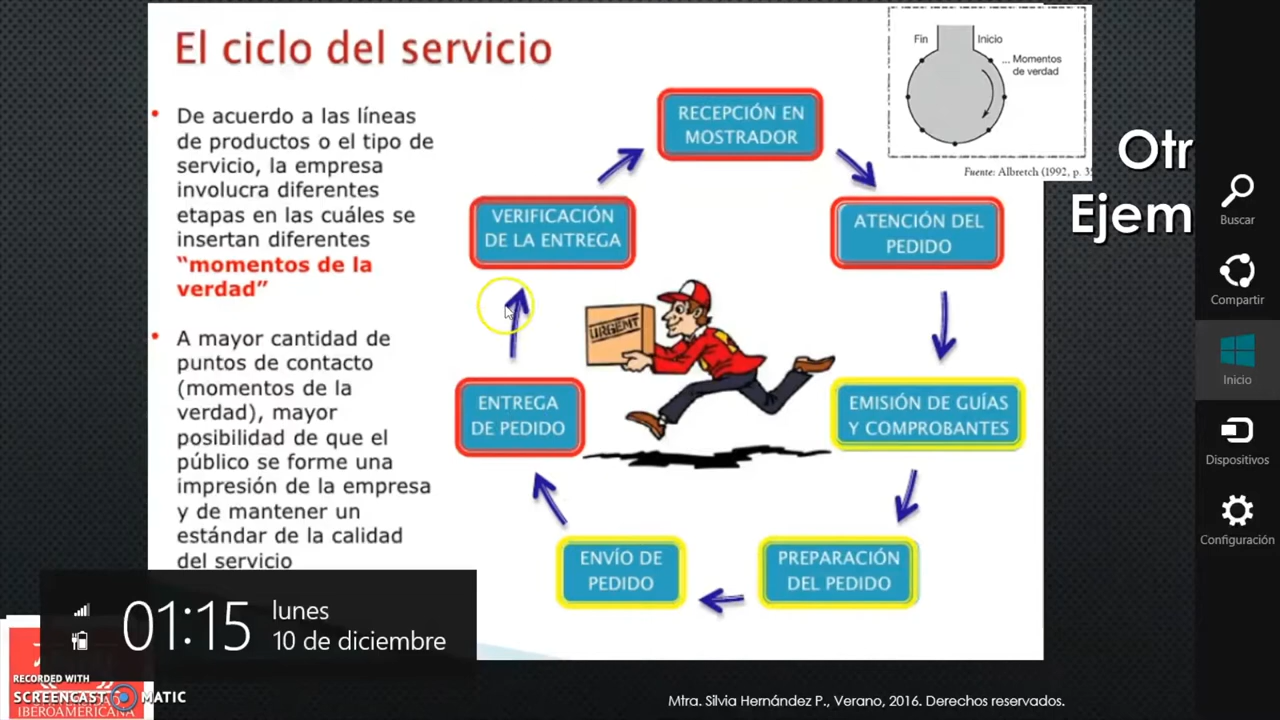 El ciclo del servicio
• De acuerdo a las líneas
de productos o el tipo de
servicio, la empresa
involucra diferentes
etapas en las cuáles se
insertan diferentes
“momentos de la
verdad”
• A mayor cantidad de
puntos de contacto
(momentos de la
verdad), mayor
posibilidad de que el
público se forme una
impresión de la empresa
y de mantener un
estándar de la calidad
del servicio
RECEPCIÓN EN
MOSTRADOR
ATENCIÓN DEL
PEDIDO
EMISIÓN DE GUÍAS
Y COMPROBANTES
PREPARACIÓN
DEL PEDIDO
ENVÍO DE
PEDIDO
ENTREGA
DE PEDIDO
VERIFICACIÓN
DE LA ENTREGA
URGENT
Fin
Inicio
... Momentos
de verdad
Fuente: Albretch (1992, p.
Otr
Ejem
Buscar
Compartir
Inicio
Dispositivos
Configuración
01:15
lunes
10 de diciembre
RECORDED WITH
SCREENCAST MATIC
IBEROAMERICANA
Mtra. Silvia Hernández P., Verano, 2016. Derechos reservados.